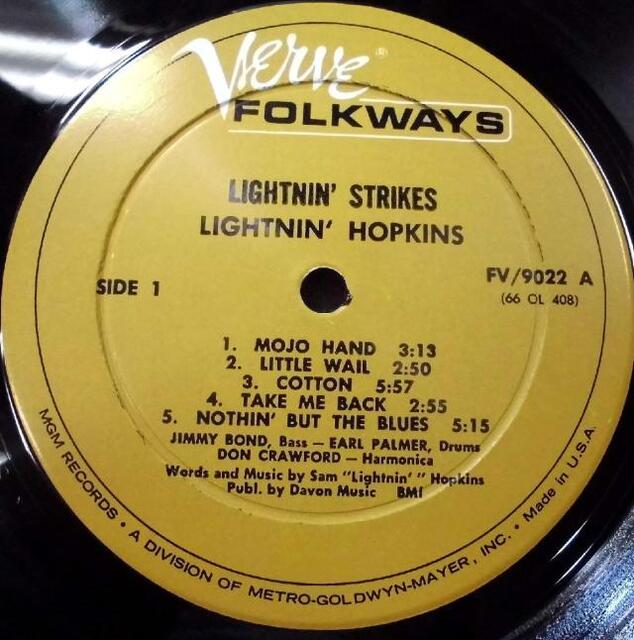 Verve®
FOLKWAYS
LIGHTNIN' STRIKES
LIGHTNIN' HOPKINS
SIDE 1
FV/9022 A
(66 OL 408)
1. MOJO HAND 3:13
2. LITTLE WAIL 2:50
3. COTTON 5:57
4. TAKE ME BACK 2:55
5. NOTHIN' BUT THE BLUES 5:15
JIMMY BOND, Bass — EARL PALMER, Drums
DON CRAWFORD — Harmonica
Words and Music by Sam "Lightnin' " Hopkins
Publ. by Davon Music BMI
MGM RECORDS • A DIVISION OF METRO-GOLDWYN-MAYER, INC. • Made in U.S.A.